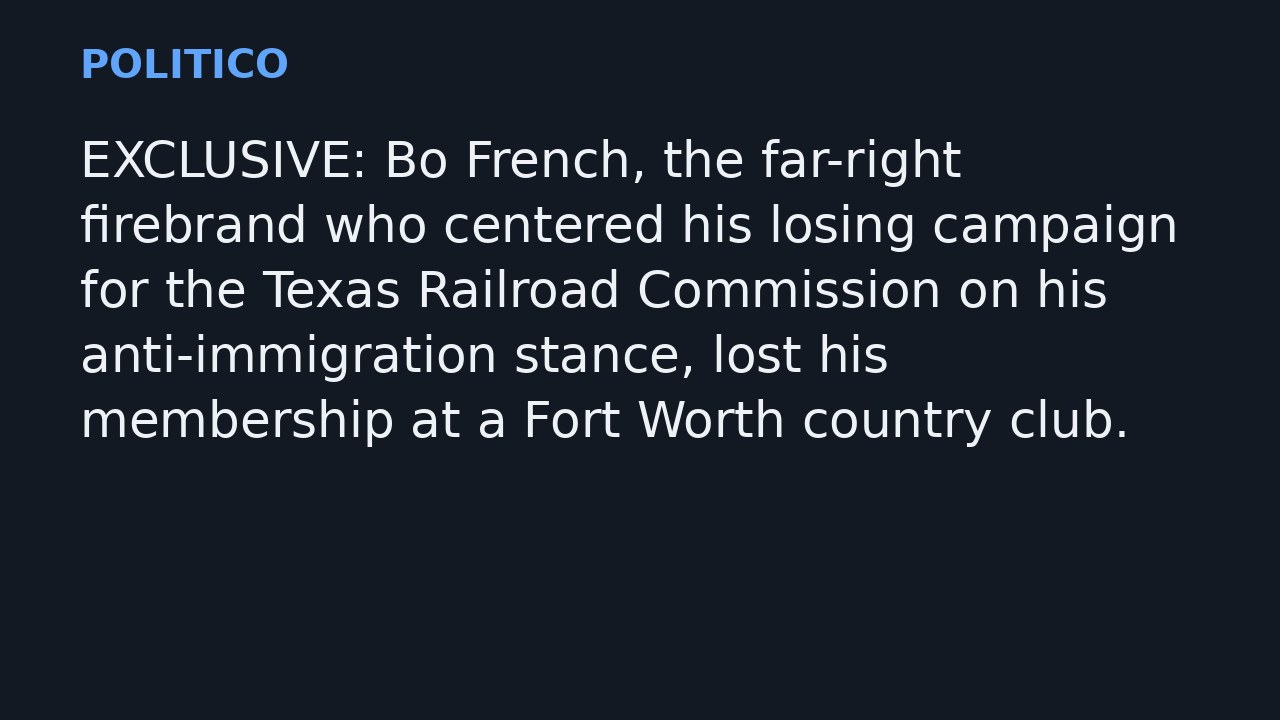 POLITICO
EXCLUSIVE: Bo French, the far-right
firebrand who centered his losing campaign
for the Texas Railroad Commission on his
anti-immigration stance, lost his
membership at a Fort Worth country club.